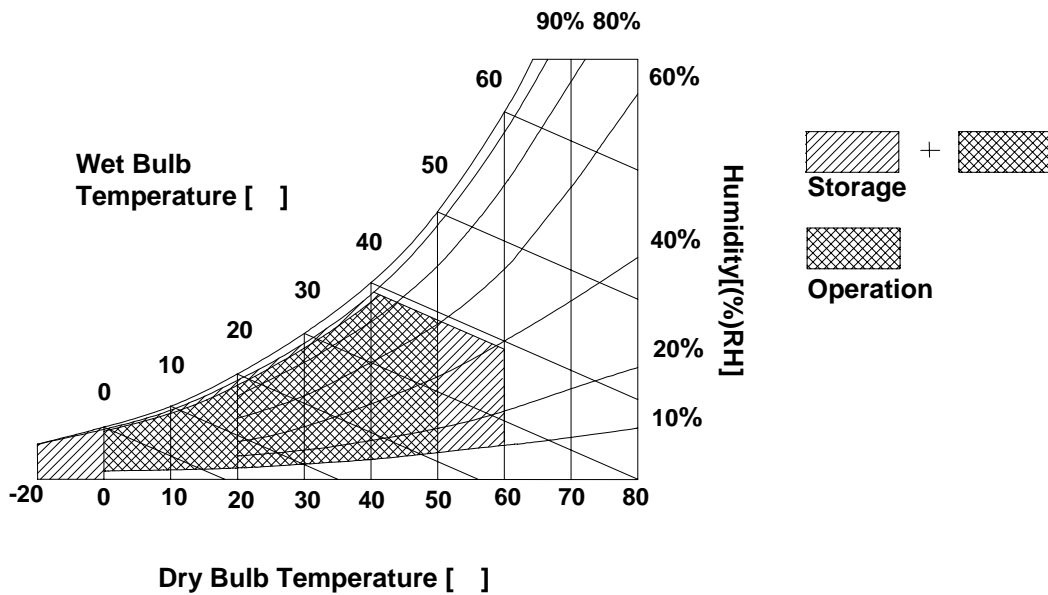 90% 80%
60
60%
Wet Bulb
Temperature [ ]
50
40
30
20
10
0
Humidity[(%)RH]
40%
20%
10%
+
Storage
Operation
-20 0 10 20 30 40 50 60 70 80
Dry Bulb Temperature [ ]